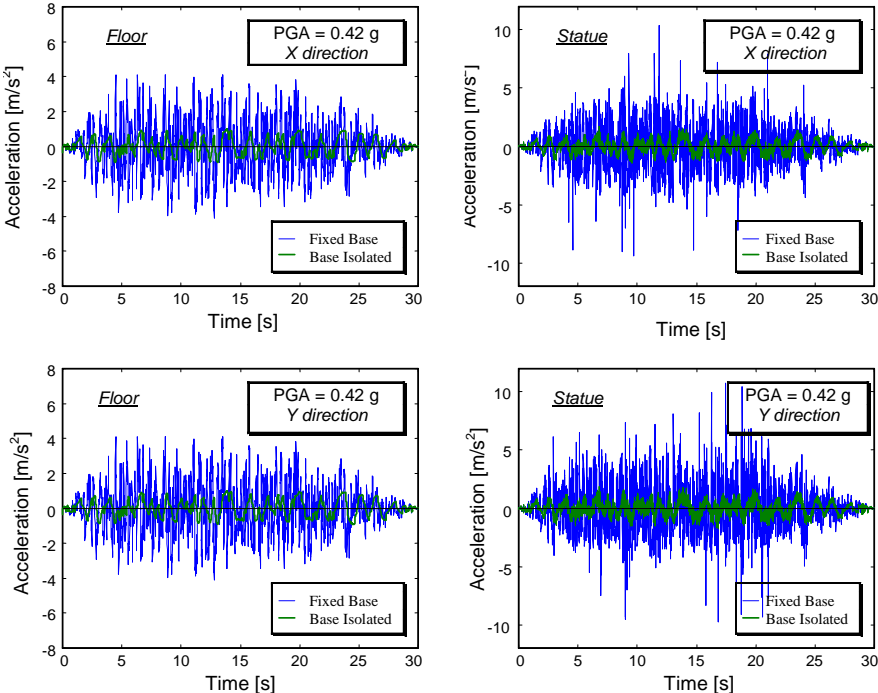 Floor
PGA = 0.42 g
X direction
8
6
4
2
0
-2
-4
-6
-8
Acceleration [m/s²]
Fixed Base
Base Isolated
0 5 10 15 20 25 30
Time [s]
Statue
PGA = 0.42 g
X direction
10
5
0
-5
-10
Acceleration [m/s²]
Fixed Base
Base Isolated
0 5 10 15 20 25 30
Time [s]
Floor
PGA = 0.42 g
Y direction
8
6
4
2
0
-2
-4
-6
-8
Acceleration [m/s²]
Fixed Base
Base Isolated
0 5 10 15 20 25 30
Time [s]
Statue
PGA = 0.42 g
Y direction
10
5
0
-5
-10
Acceleration [m/s²]
Fixed Base
Base Isolated
0 5 10 15 20 25 30
Time [s]